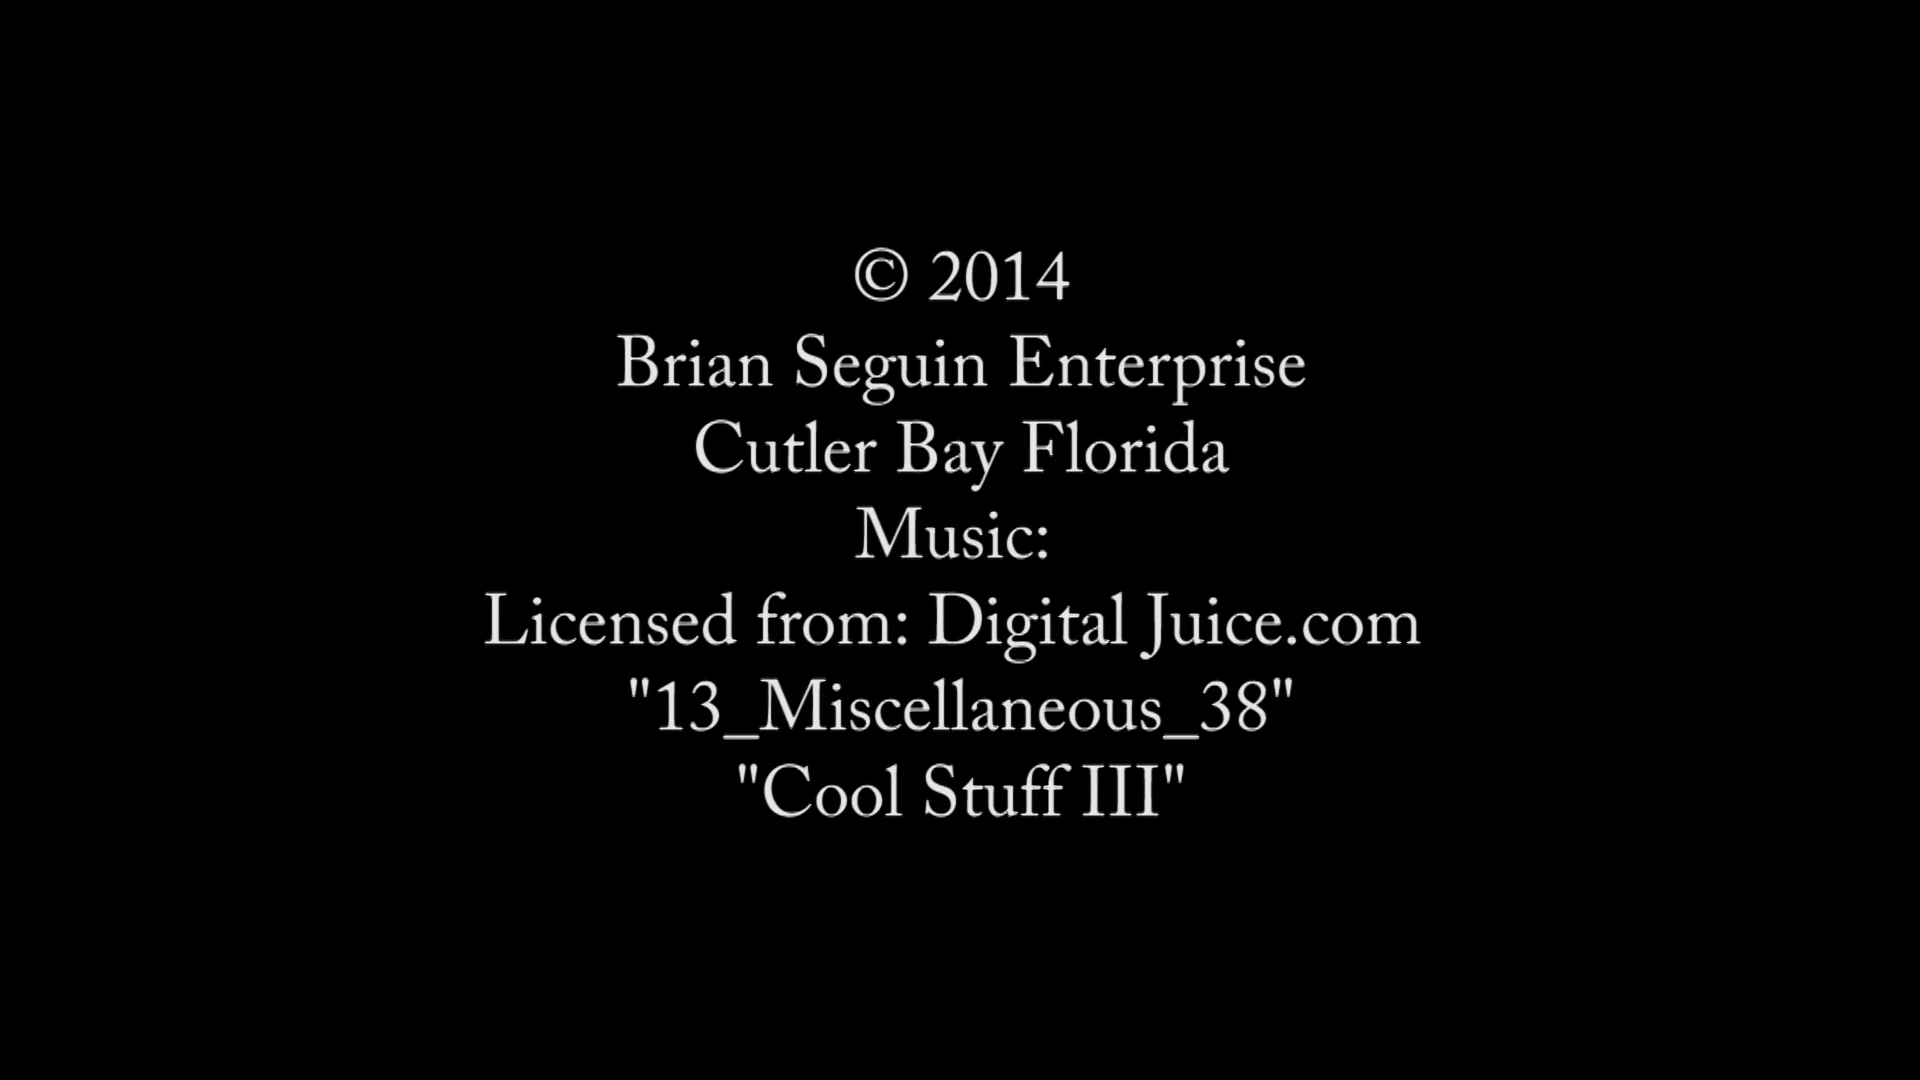 © 2014
Brian Seguin Enterprise
Cutler Bay Florida
Music:
Licensed from: Digital Juice.com
"13_Miscellaneous_38"
"Cool Stuff III"